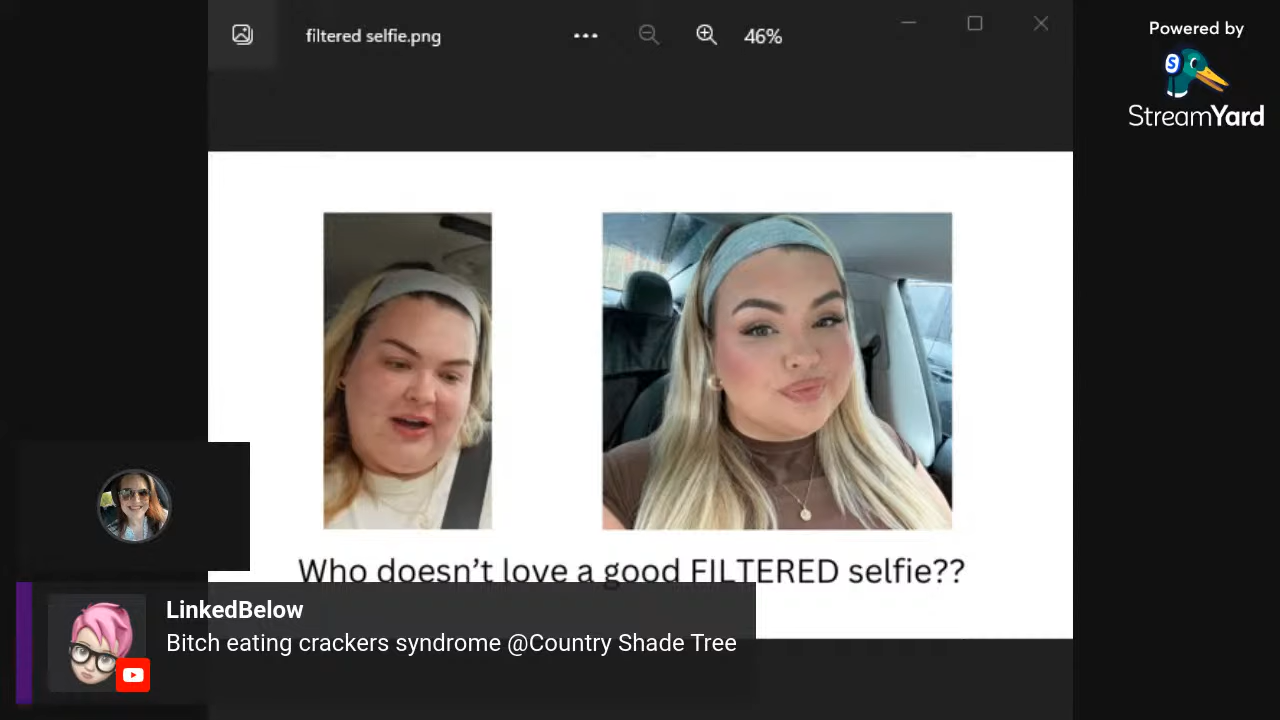 filtered selfie.png
46%
Powered by
StreamYard
Who doesn't love a good FILTERED selfie??
LinkedBelow
Bitch eating crackers syndrome @Country Shade Tree